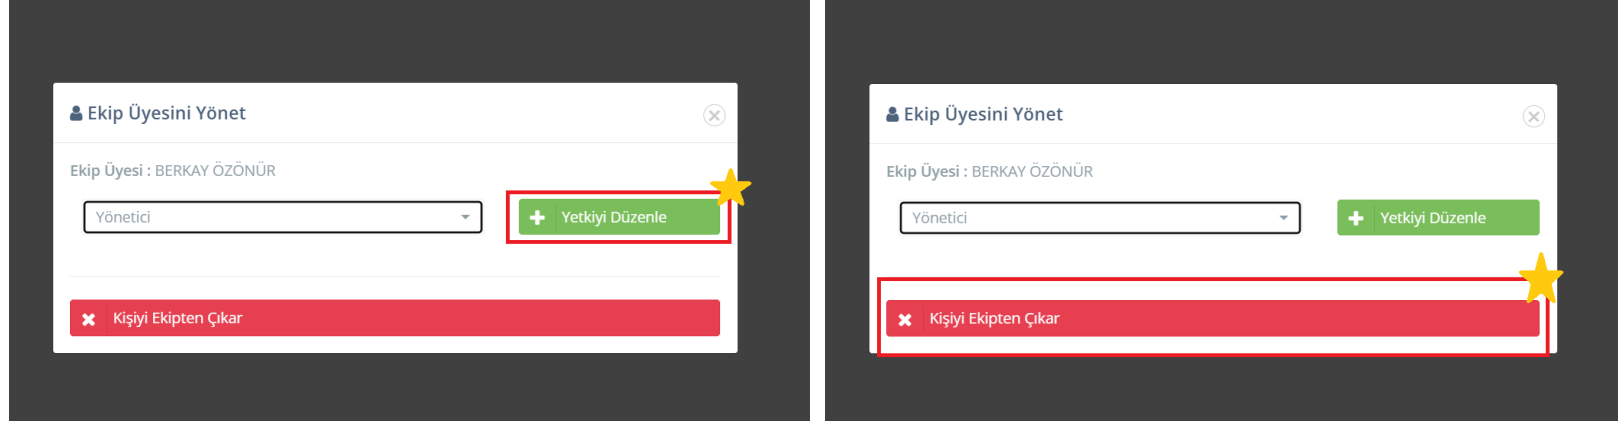 Ekip Üyesini Yönet
Ekip Üyesi : BERKAY ÖZÖNÜR
Yönetici
Yetkiyi Düzenle
Kişiyi Ekipten Çıkar
Ekip Üyesini Yönet
Ekip Üyesi : BERKAY ÖZÖNÜR
Yönetici
Yetkiyi Düzenle
Kişiyi Ekipten Çıkar